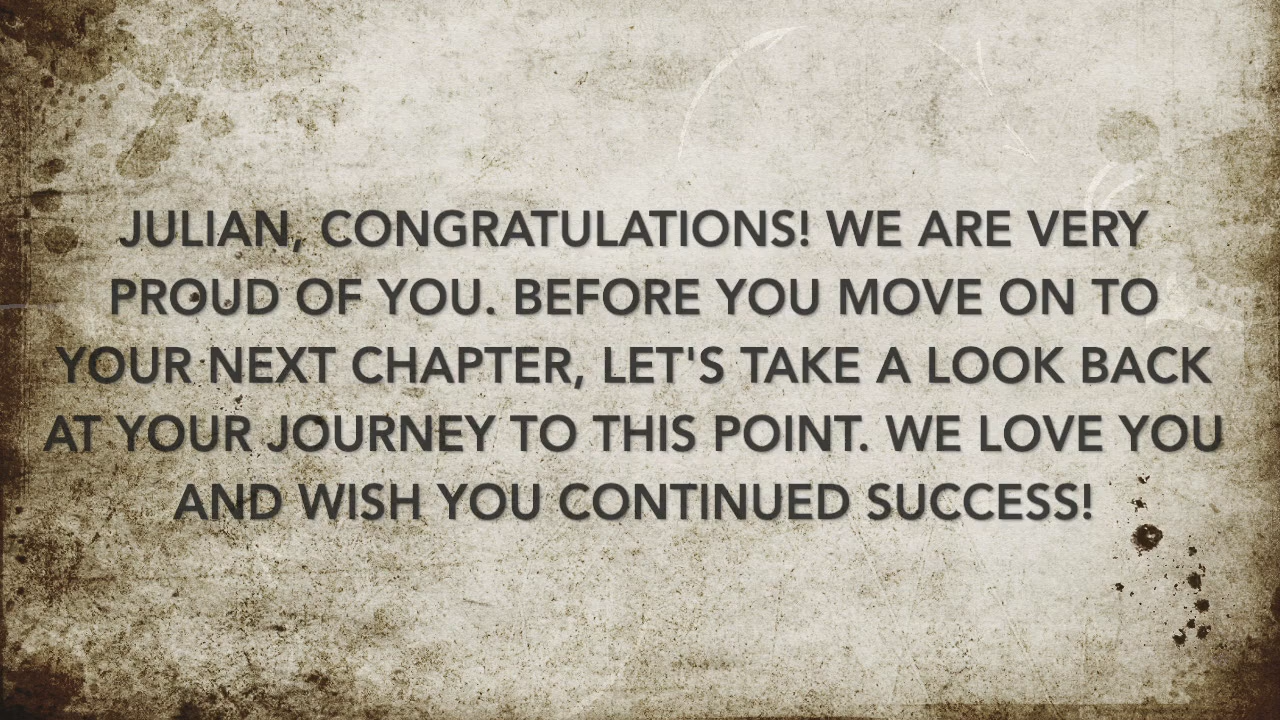 JULIAN, CONGRATULATIONS! WE ARE VERY
PROUD OF YOU. BEFORE YOU MOVE ON TO
YOUR NEXT CHAPTER, LET'S TAKE A LOOK BACK
AT YOUR JOURNEY TO THIS POINT. WE LOVE YOU
AND WISH YOU CONTINUED SUCCESS!